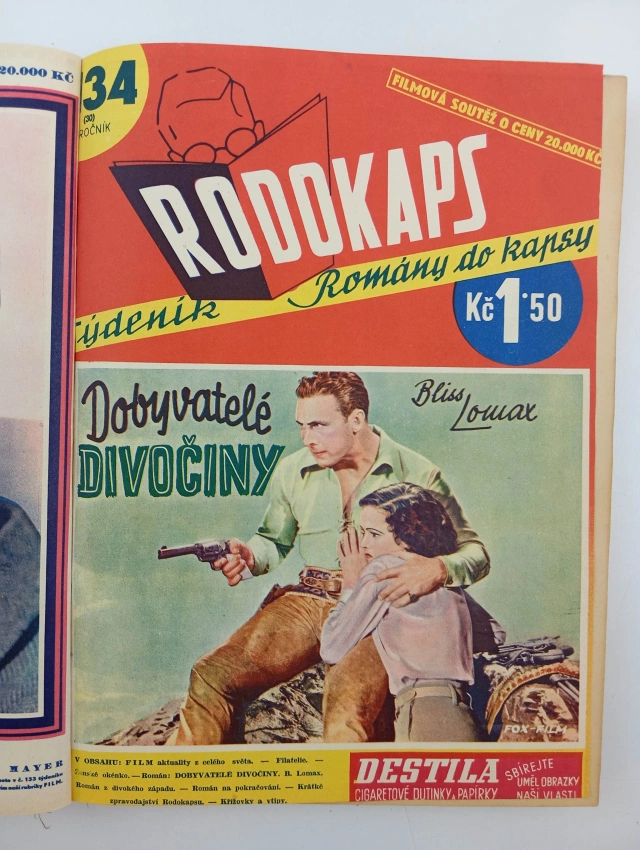 20.000 Kč
34
(30)
ROČNÍK
FILMOVÁ SOUTĚŽ O CENY 20.000 KČ
RODOKAPS
Týdeník Romány do kapsy
Kč 1·50
Dobyvatelé
DIVOČINY
Bliss
Lomax
FOX-FILM
MAYER
V OBSAHU: FILM aktuality z celého světa. — Filatelie. —
okénko. — Román: DOBYVATELÉ DIVOČINY. B. Lomax.
Román z divokého západu. — Román na pokračování. — Krátké
zpravodajství Rodokapsu. — Křížovky a vtipy.
DESTILA
CIGARETOVÉ DUTINKY & PAPÍRKY
SBÍREJTE
UMĚL. OBRAZKY
NAŠÍ VLASTI